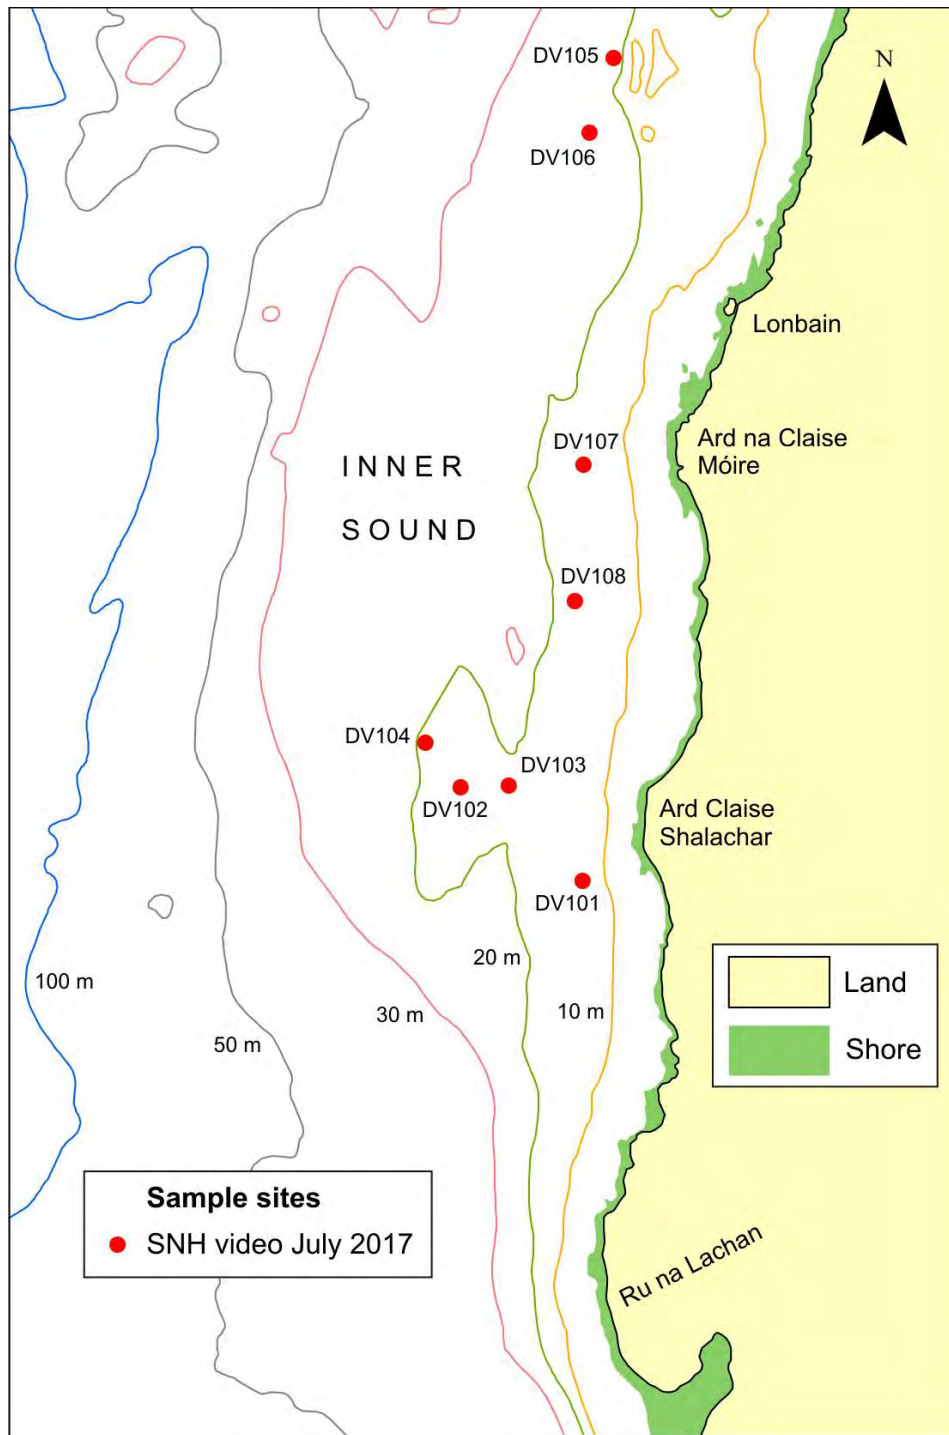 DV105
N
DV106
Lonbain
DV107
Ard na Claise
Móire
INNER
SOUND
DV108
DV104
DV103
DV102
Ard Claise
Shalachar
DV101
20 m
100 m
30 m
10 m
50 m
Land
Shore
Sample sites
SNH video July 2017
Ru na Lachan